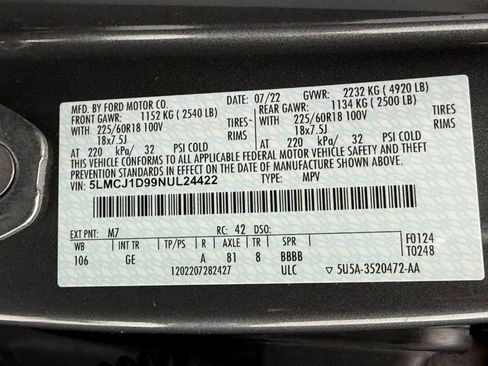 MFD. BY FORD MOTOR CO. DATE: 07/22 GVWR: 2232 KG ( 4920 LB)
FRONT GAWR: 1152 KG ( 2540 LB) REAR GAWR: 1134 KG ( 2500 LB)
WITH 225/60R18 100V TIRES WITH 225/60R18 100V TIRES
18x7.5J RIMS 18x7.5J RIMS
AT 220 kPa/ 32 PSI COLD AT 220 kPa/ 32 PSI COLD
THIS VEHICLE CONFORMS TO ALL APPLICABLE FEDERAL MOTOR VEHICLE SAFETY AND
THEFT PREVENTION STANDARDS IN EFFECT ON THE DATE OF MANUFACTURE SHOWN ABOVE.
VIN: 5LMCJ1D99NUL24422 TYPE: MPV
EXT PNT: M7 RC: 42 DSO: F0124
WB INT TR TP/PS R AXLE TR SPR T0248
106 GE A 81 8 BBBB
1202207282427 ULC ▽ 5U5A-3520472-AA